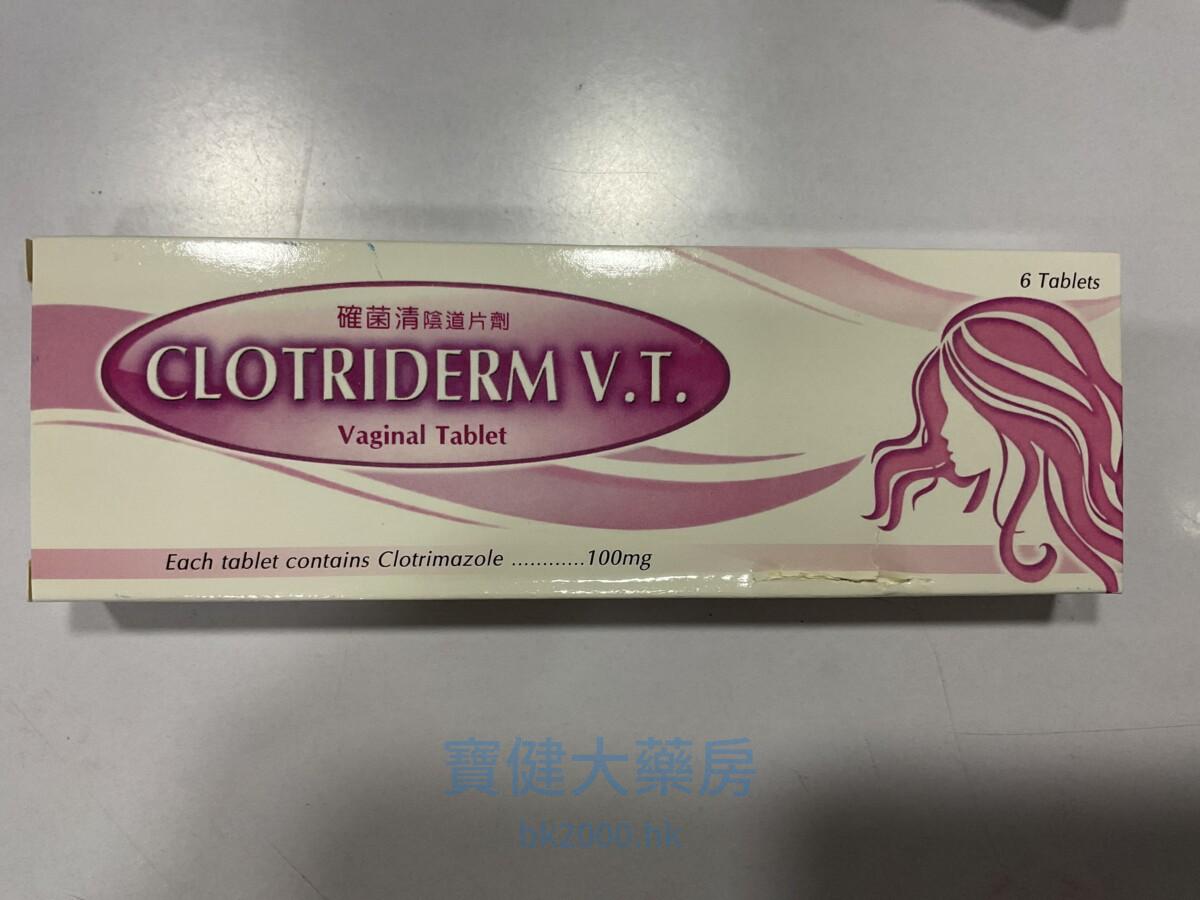 6 Tablets
確菌清陰道片劑
CLOTRIDERM V.T.
Vaginal Tablet
Each tablet contains Clotrimazole ............100mg
寶健大藥房
bk2000.hk